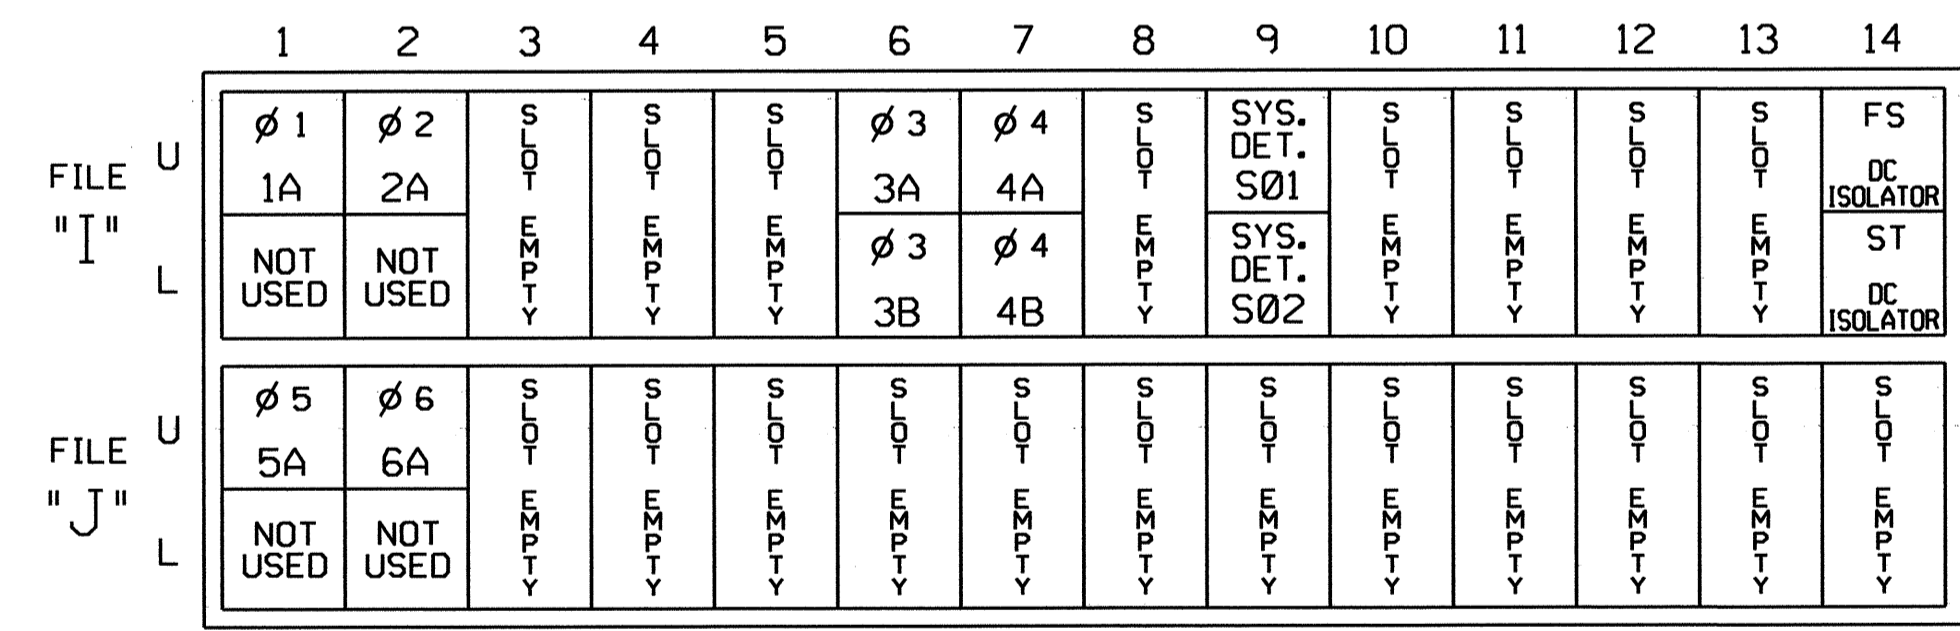 1 2 3 4 5 6 7 8 9 10 11 12 13 14
FILE "I"
U
L
Ø 1
1A
NOT
USED
Ø 2
2A
NOT
USED
SLOT EMPTY
SLOT EMPTY
SLOT EMPTY
Ø 3
3A
Ø 3
3B
Ø 4
4A
Ø 4
4B
SLOT EMPTY
SYS.
DET.
SØ1
SYS.
DET.
SØ2
SLOT EMPTY
SLOT EMPTY
SLOT EMPTY
SLOT EMPTY
FS
DC
ISOLATOR
ST
DC
ISOLATOR
FILE "J"
U
L
Ø 5
5A
NOT
USED
Ø 6
6A
NOT
USED
SLOT EMPTY
SLOT EMPTY
SLOT EMPTY
SLOT EMPTY
SLOT EMPTY
SLOT EMPTY
SLOT EMPTY
SLOT EMPTY
SLOT EMPTY
SLOT EMPTY
SLOT EMPTY
SLOT EMPTY